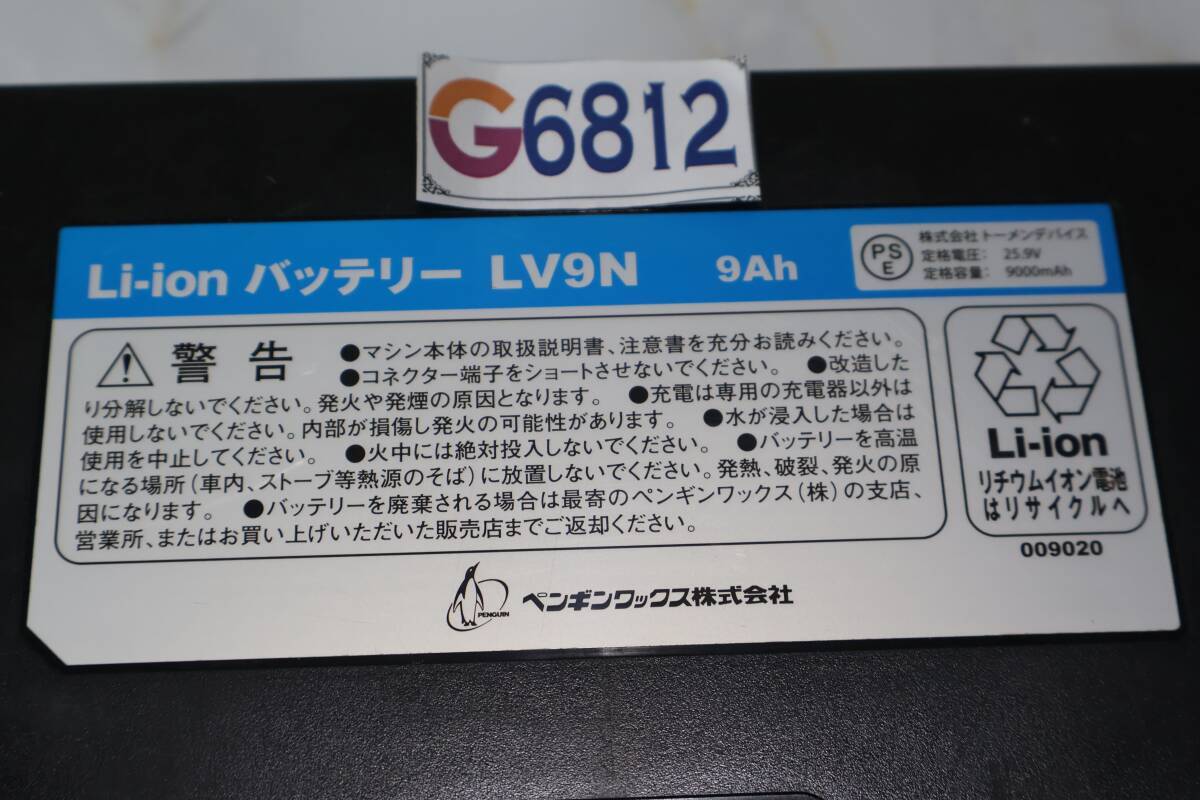 G6812
Li-ion バッテリー LV9N 9Ah
PS
E
株式会社 トーメンデバイス
定格電圧: 25.9V
定格容量: 9000mAh
警告
●マシン本体の取扱説明書、注意書を充分お読みください。
●コネクター端子をショートさせないでください。 ●改造した
り分解しないでください。発火や発煙の原因となります。 ●充電は専用の充電器以外は
使用しないでください。内部が損傷し発火の可能性があります。 ●水が浸入した場合は
使用を中止してください。 ●火中には絶対投入しないでください。 ●バッテリーを高温
になる場所(車内、ストーブ等熱源のそば)に放置しないでください。発熱、破裂、発火の原
因になります。 ●バッテリーを廃棄される場合は最寄のペンギンワックス(株)の支店、
営業所、またはお買い上げいただいた販売店までご返却ください。
Li-ion
リチウムイオン電池
はリサイクルへ
009020
PENGUIN
ペンギンワックス株式会社